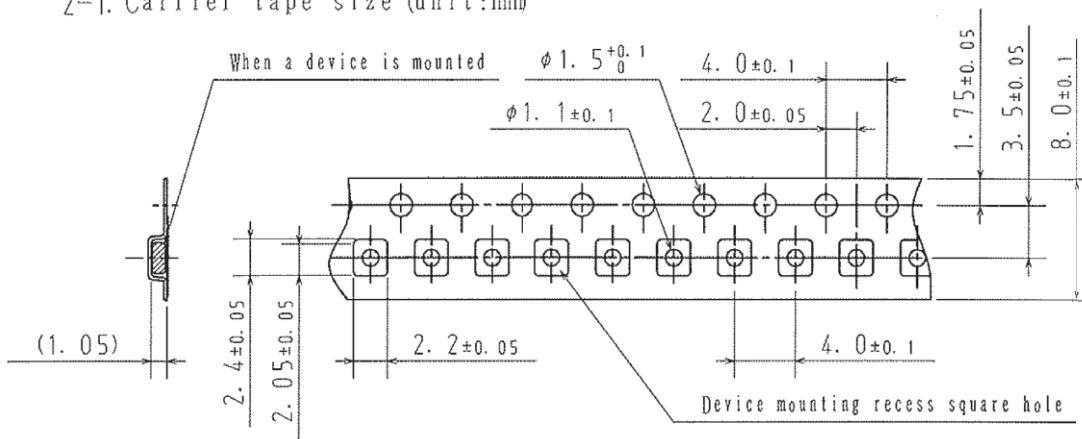 2-1. Carrier tape size (unit:mm)
When a device is mounted
φ1.5+0.1 0
4.0±0.1
φ1.1±0.1
2.0±0.05
1.75±0.05
3.5±0.05
8.0±0.1
(1.05)
2.4±0.05
2.05±0.05
2.2±0.05
4.0±0.1
Device mounting recess square hole